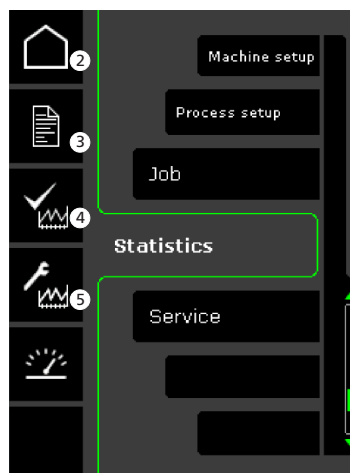 2
Machine setup
3
Process setup
Job
4
Statistics
5
Service